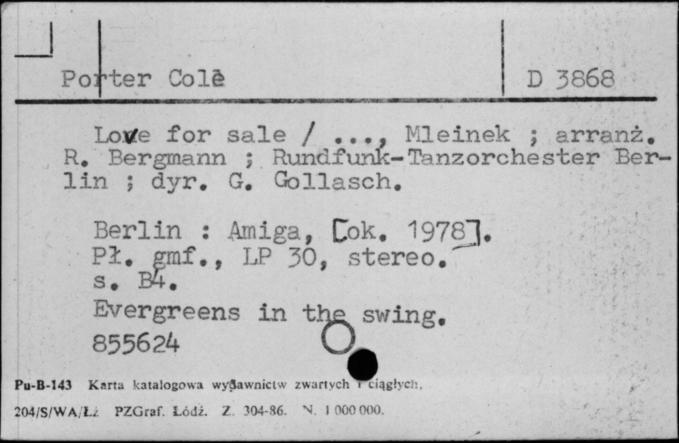 Porter Cole
D 3868
Love for sale / ..., Mleinek ; arranż.
R. Bergmann ; Rundfunk-Tanzorchester Ber-
lin ; dyr. G. Gollasch.
Berlin : Amiga, [ok. 1978].
Pł. gmf., LP 30, stereo.
s. B4.
Evergreens in the swing.
855624
Pu-B-143 Karta katalogowa wydawnictw zwartych i ciągłych.
204/S/WA/Łż PZGraf. Łódź. Z. 304-86. N. 1 000 000.